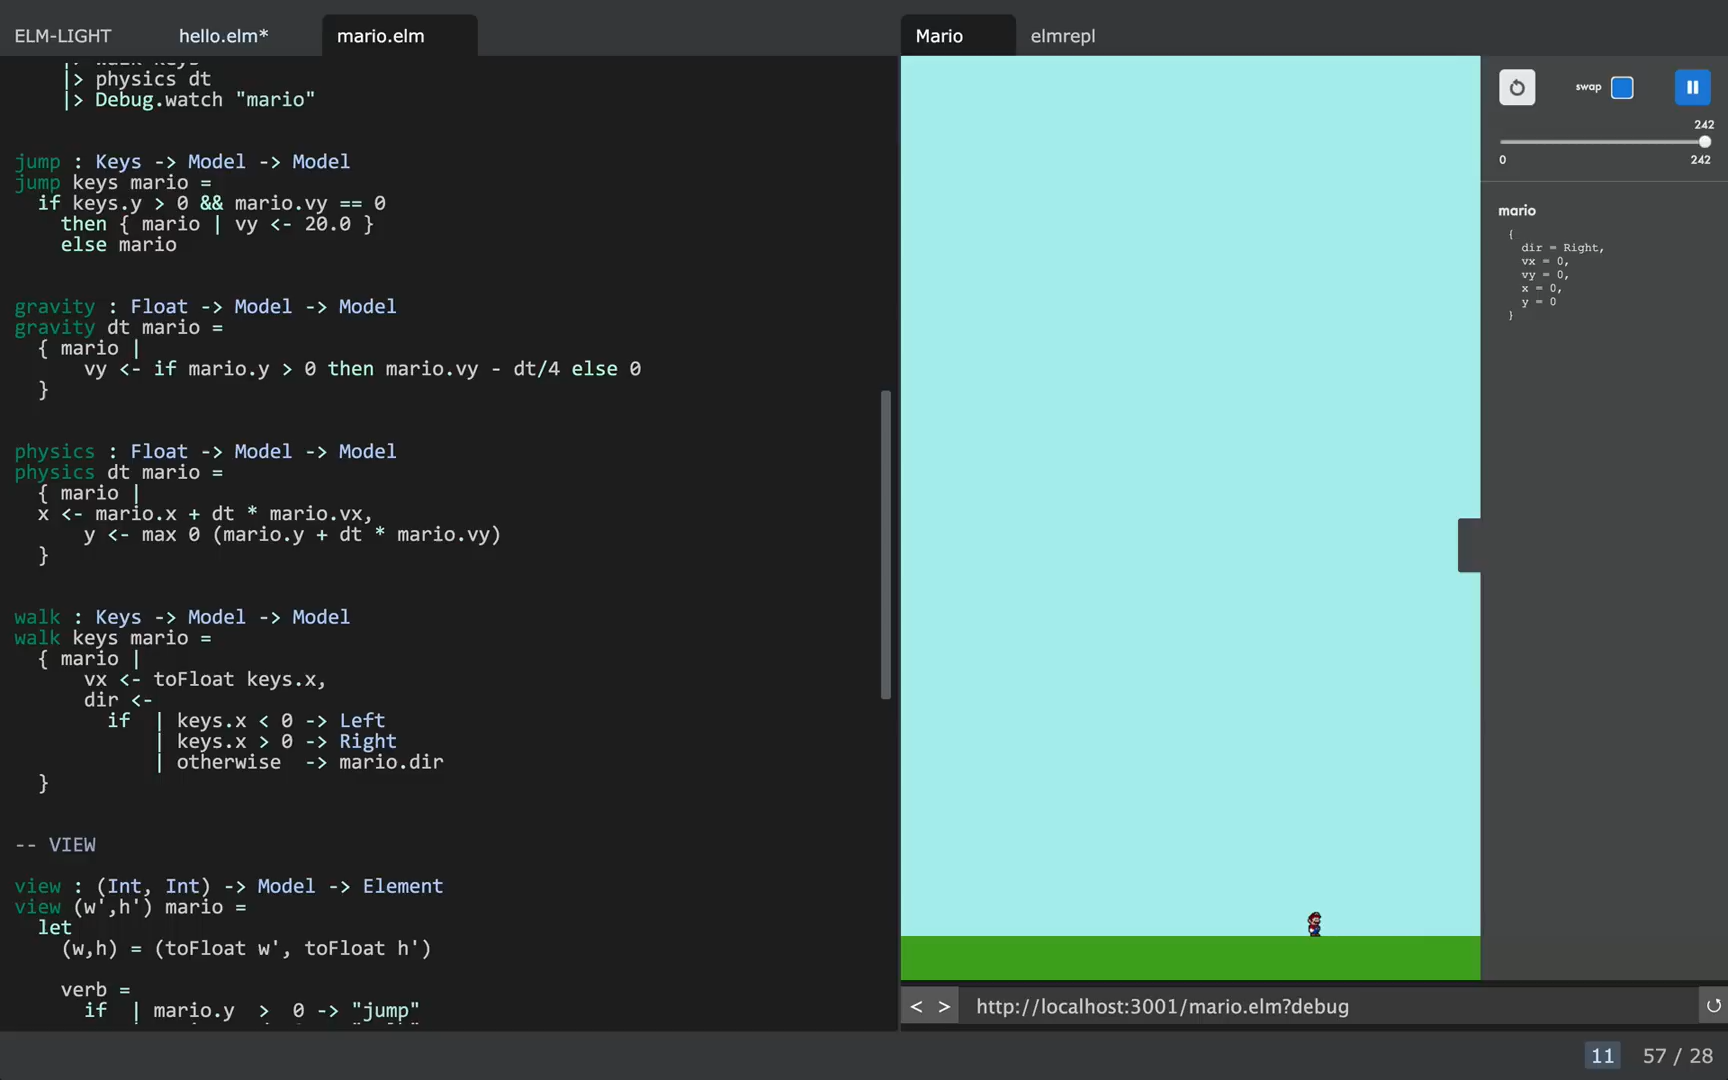 ELM-LIGHT
hello.elm*
mario.elm
|> physics dt
|> Debug.watch "mario"
jump : Keys -> Model -> Model
jump keys mario =
if keys.y > 0 && mario.vy == 0
then { mario | vy <- 20.0 }
else mario
gravity : Float -> Model -> Model
gravity dt mario =
{ mario |
vy <- if mario.y > 0 then mario.vy - dt/4 else 0
}
physics : Float -> Model -> Model
physics dt mario =
{ mario |
x <- mario.x + dt * mario.vx,
y <- max 0 (mario.y + dt * mario.vy)
}
walk : Keys -> Model -> Model
walk keys mario =
{ mario |
vx <- toFloat keys.x,
dir <-
if | keys.x < 0 -> Left
| keys.x > 0 -> Right
| otherwise -> mario.dir
}
-- VIEW
view : (Int, Int) -> Model -> Element
view (w',h') mario =
let
(w,h) = (toFloat w', toFloat h')
verb =
if | mario.y > 0 -> "jump"
Mario
elmrepl
swap
242
0
242
mario
{
dir = Right,
vx = 0,
vy = 0,
x = 0,
y = 0
}
< >
http://localhost:3001/mario.elm?debug
11
57 / 28